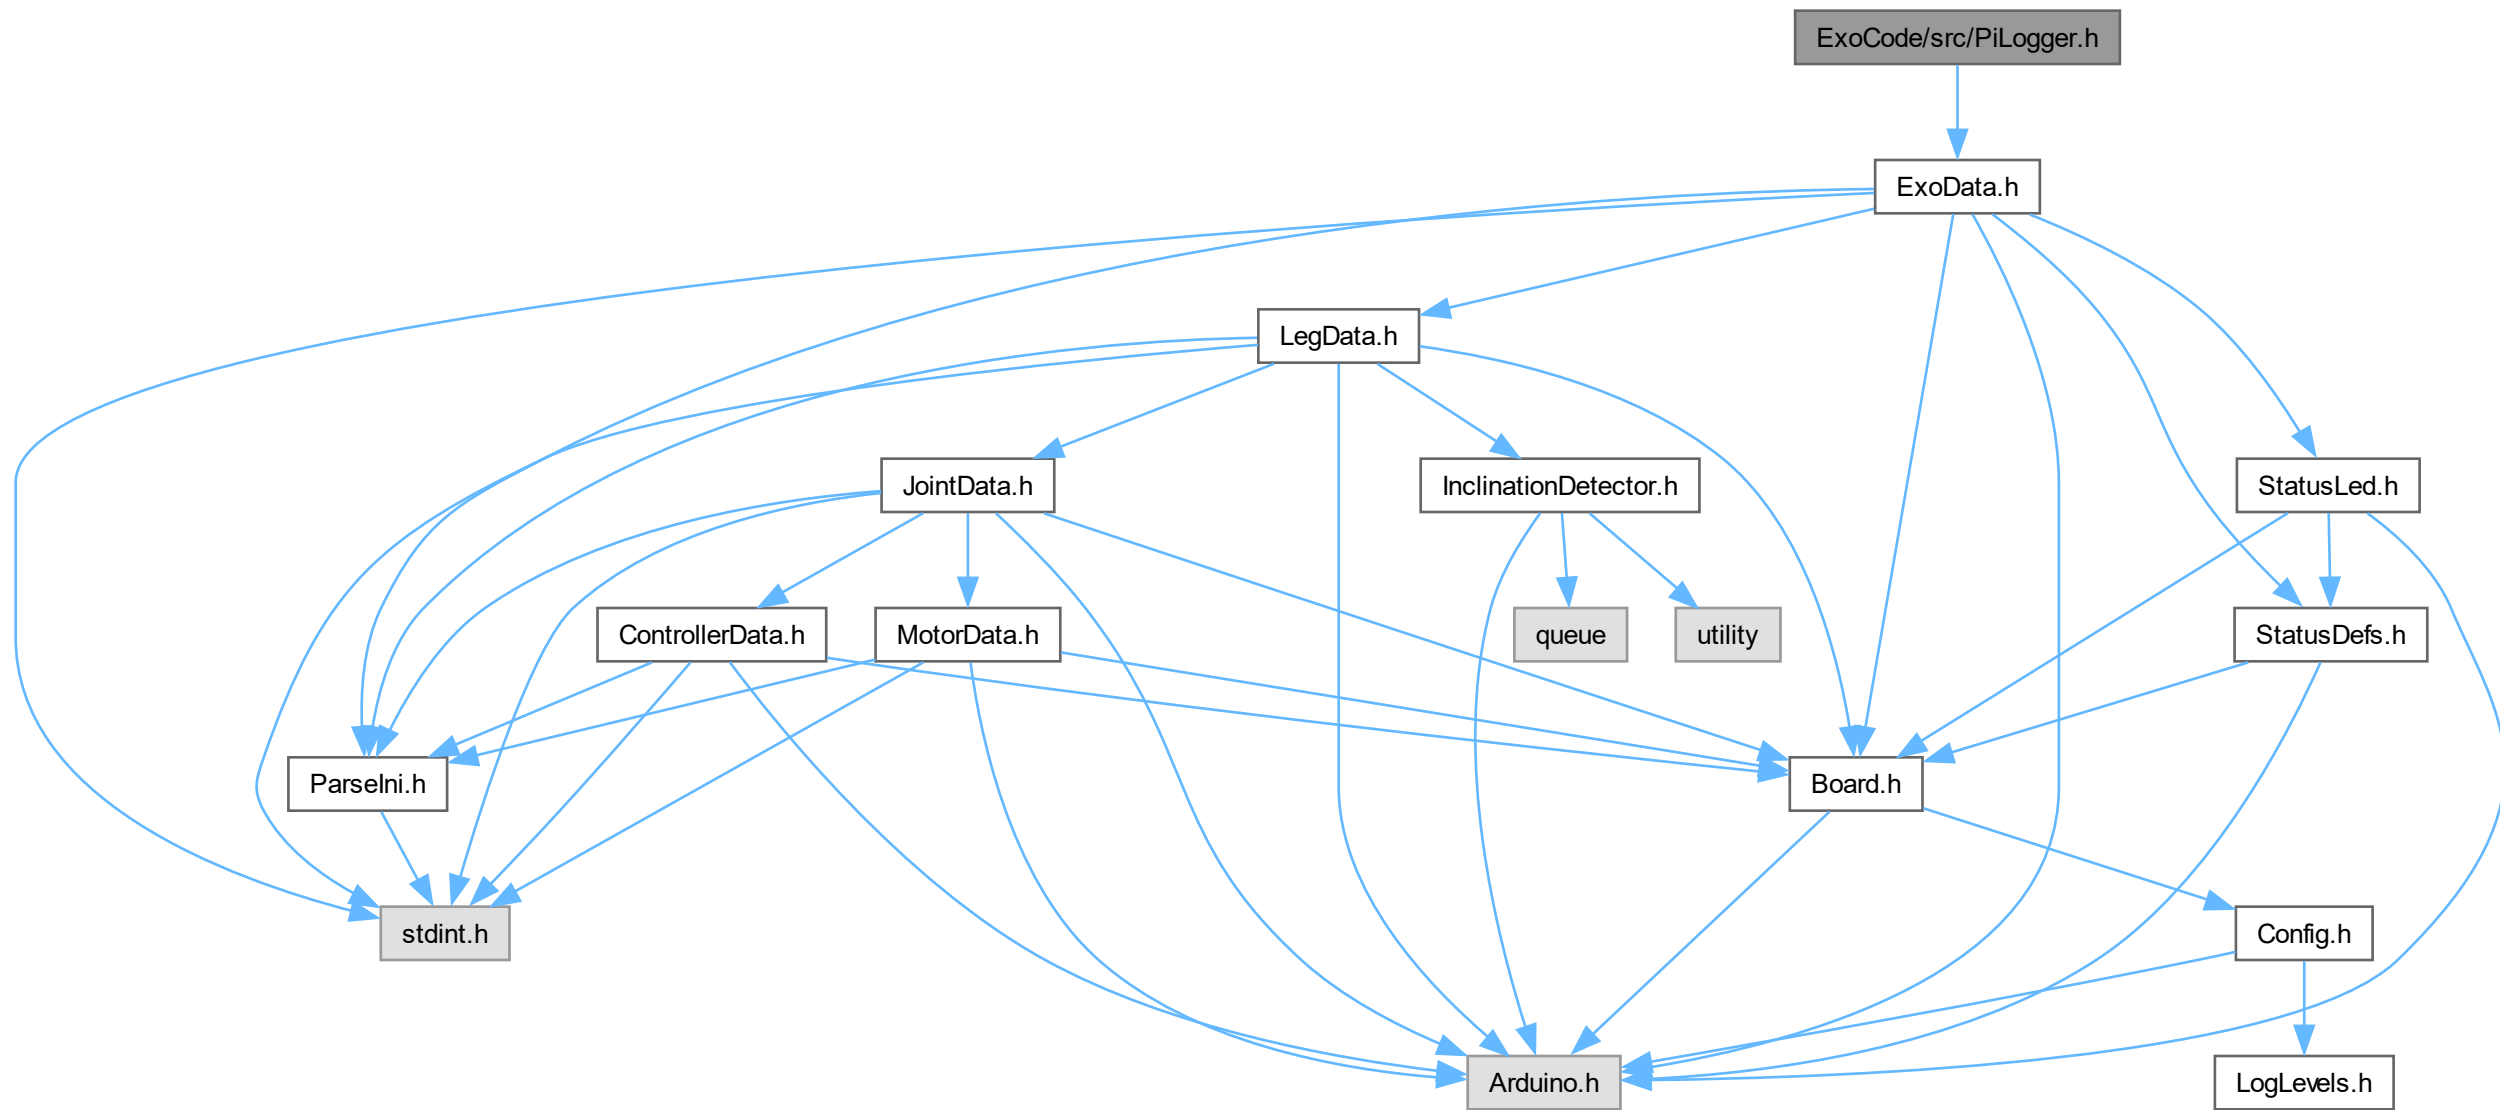 ExoCode/src/PiLogger.h
ExoData.h
LegData.h
JointData.h
InclinationDetector.h
StatusLed.h
ControllerData.h
MotorData.h
queue
utility
StatusDefs.h
ParseIni.h
Board.h
stdint.h
Config.h
Arduino.h
LogLevels.h